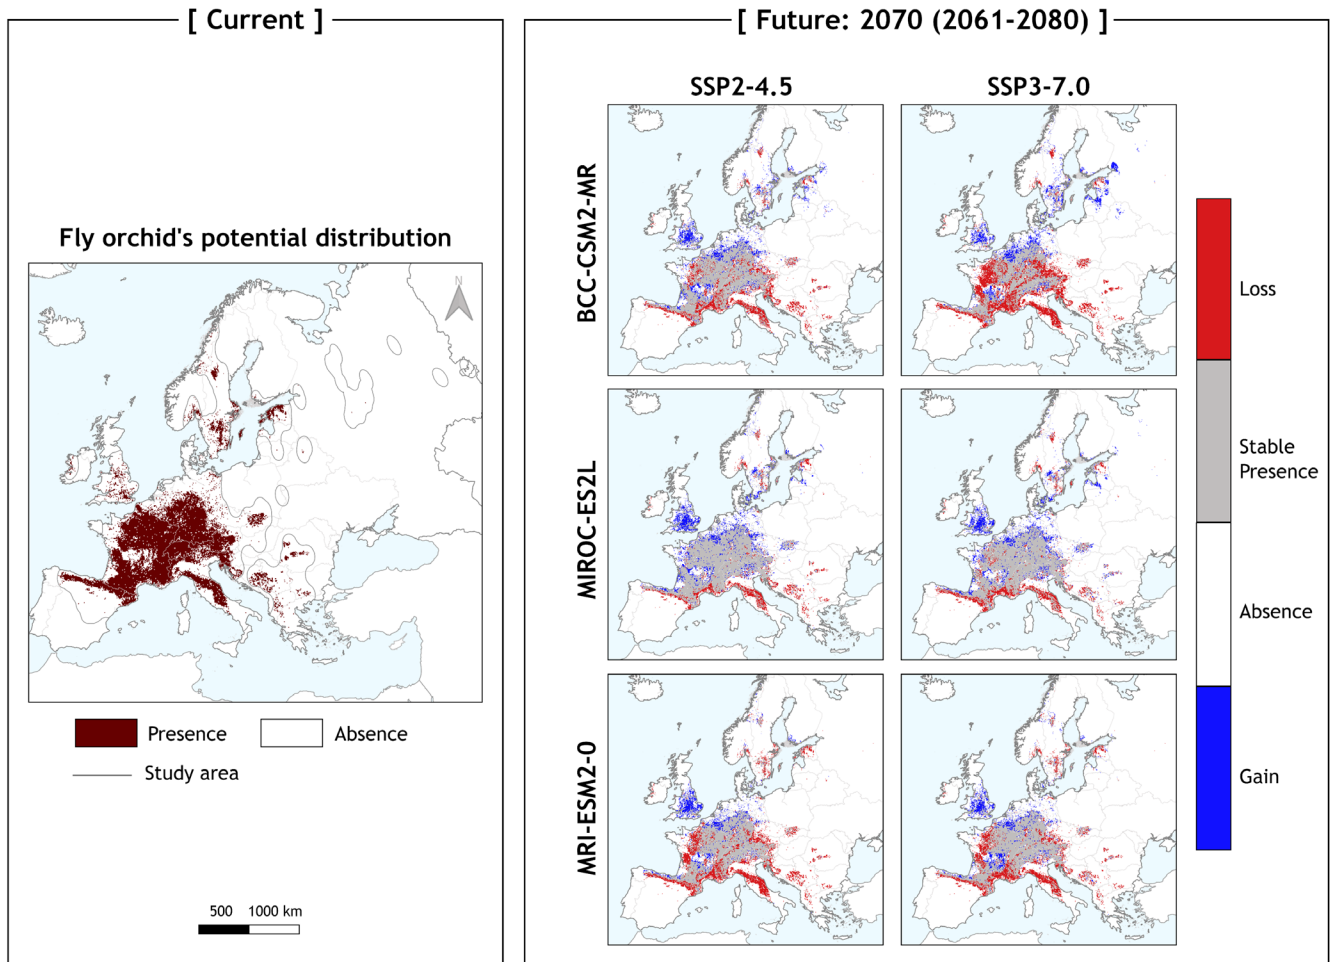 [ Current ]
Fly orchid's potential distribution
N
Presence
Absence
Study area
500 1000 km
[ Future: 2070 (2061-2080) ]
SSP2-4.5
SSP3-7.0
BCC-CSM2-MR
MIROC-ES2L
MRI-ESM2-0
Loss
Stable
Presence
Absence
Gain